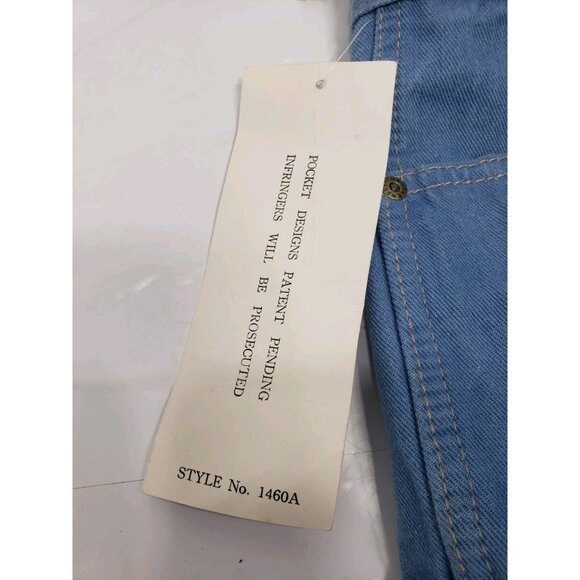 POCKET DESIGNS PATENT PENDING
INFRINGERS WILL BE PROSECUTED
STYLE No. 1460A